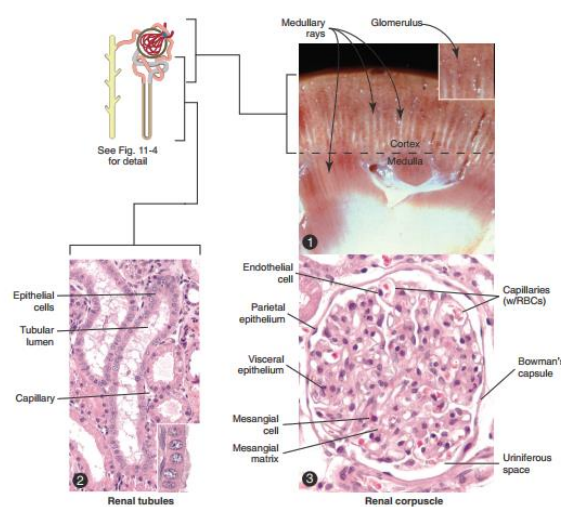 Medullary
rays
Glomerulus
See Fig. 11-4
for detail
Cortex
Medulla
1
Epithelial
cells
Tubular
lumen
Capillary
2
Renal tubules
Endothelial
cell
Parietal
epithelium
Visceral
epithelium
Mesangial
cell
Mesangial
matrix
Capillaries
(w/RBCs)
Bowman's
capsule
Uriniferous
space
3
Renal corpuscle